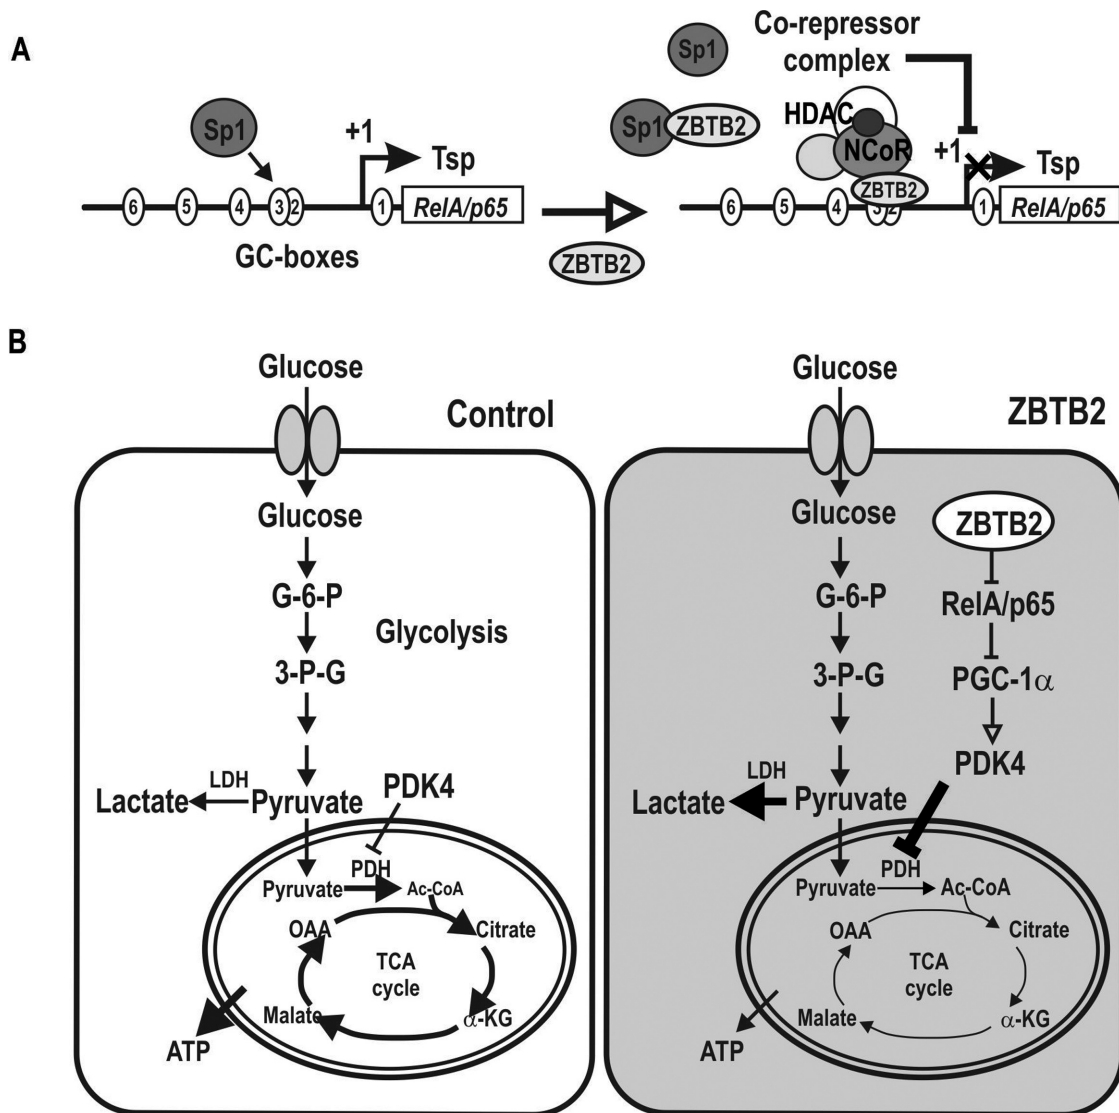 A
Sp1
+1
Tsp
6
5
4
3
2
1
RelA/p65
GC-boxes
ZBTB2
Sp1
Co-repressor
complex
Sp1
ZBTB2
HDAC
NCoR
ZBTB2
+1
Tsp
6
5
4
3
2
1
RelA/p65
B
Control
Glucose
Glucose
G-6-P
Glycolysis
3-P-G
LDH
Lactate
Pyruvate
PDK4
PDH
Pyruvate
Ac-CoA
OAA
Citrate
TCA
cycle
Malate
α-KG
ATP
ZBTB2
Glucose
Glucose
ZBTB2
G-6-P
RelA/p65
3-P-G
PGC-1α
PDK4
LDH
Lactate
Pyruvate
PDH
Pyruvate
Ac-CoA
OAA
Citrate
TCA
cycle
Malate
α-KG
ATP